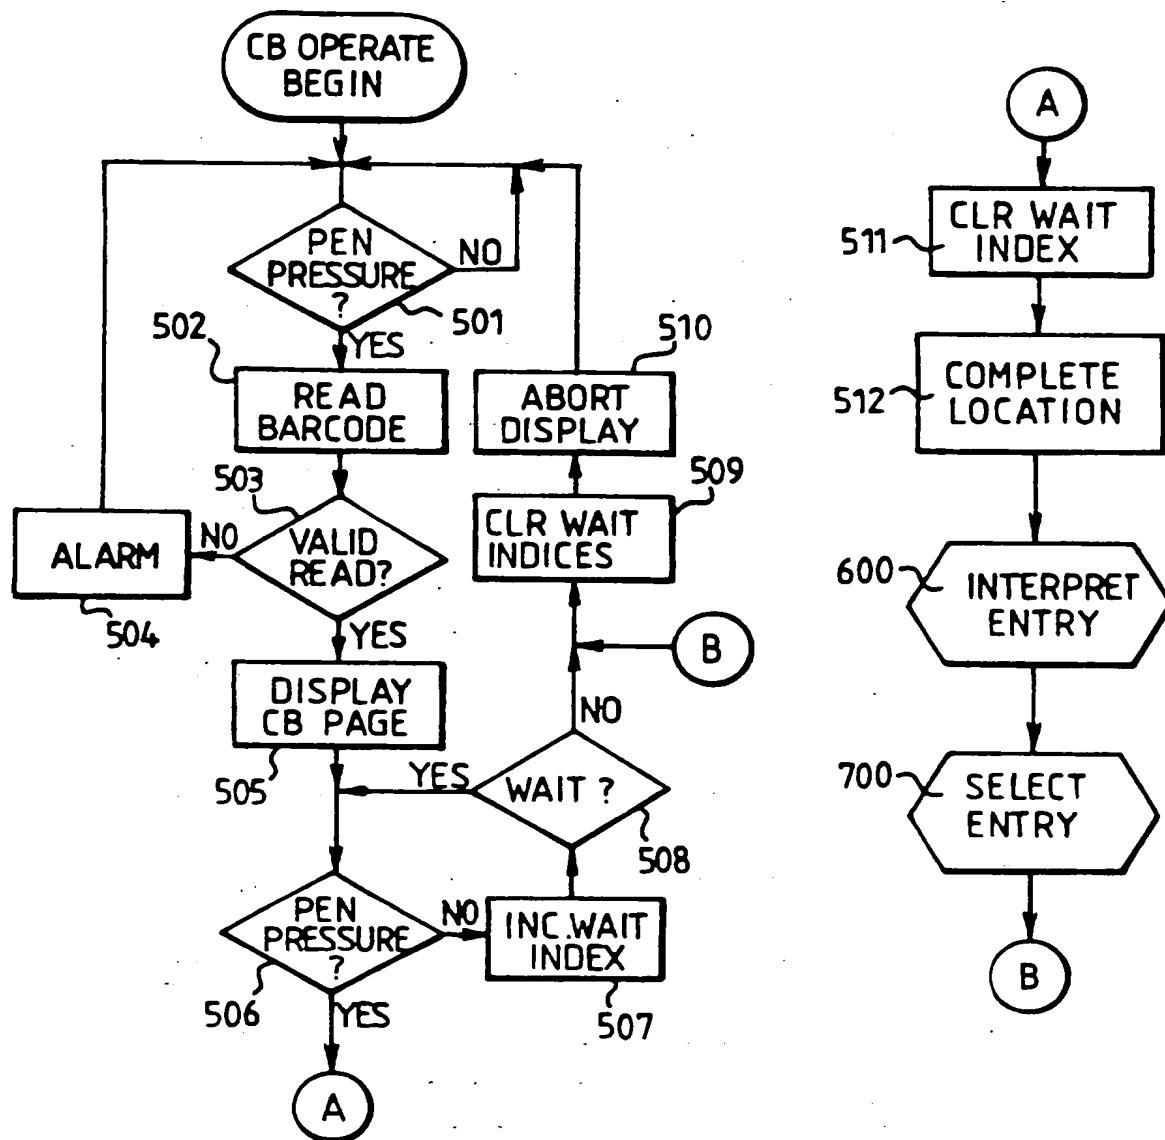 CB OPERATE
BEGIN
PEN
PRESSURE
?
NO
501
YES
502
READ
BARCODE
503
VALID
READ?
NO
ALARM
504
YES
DISPLAY
CB PAGE
505
PEN
PRESSURE
?
506
NO
YES
A
INC. WAIT
INDEX
507
WAIT ?
508
YES
NO
B
CLR WAIT
INDICES
509
ABORT
DISPLAY
510
A
CLR WAIT
INDEX
511
COMPLETE
LOCATION
512
INTERPRET
ENTRY
600
SELECT
ENTRY
700
B